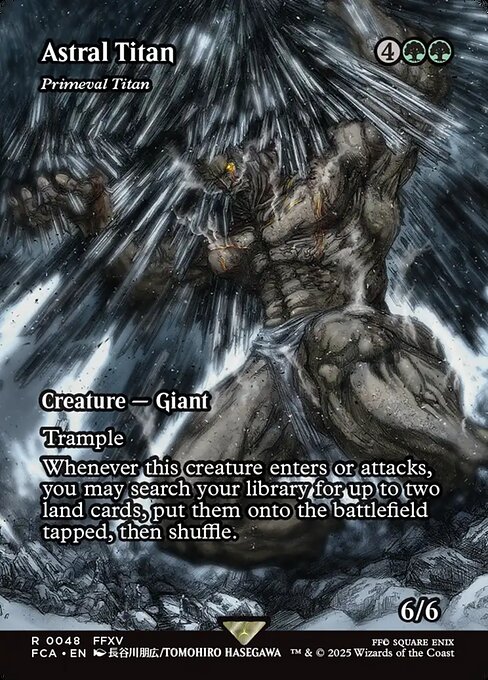 Astral Titan 4
Primeval Titan
Creature — Giant
Trample
Whenever this creature enters or attacks,
you may search your library for up to two
land cards, put them onto the battlefield
tapped, then shuffle.
6/6
R 0048 FFXV
FCA • EN 長谷川朋広/TOMOHIRO HASEGAWA
FF© SQUARE ENIX
™ & © 2025 Wizards of the Coast